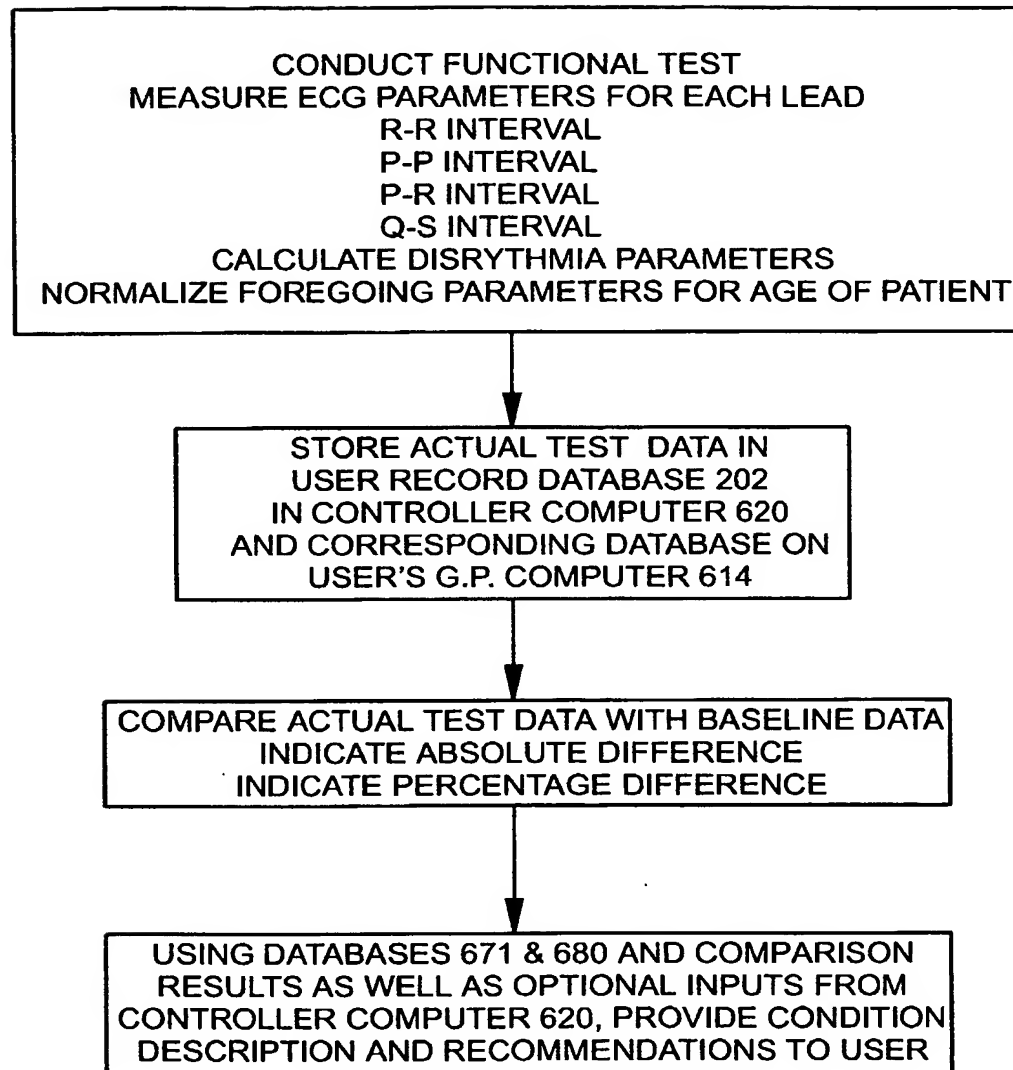 CONDUCT FUNCTIONAL TEST
MEASURE ECG PARAMETERS FOR EACH LEAD
R-R INTERVAL
P-P INTERVAL
P-R INTERVAL
Q-S INTERVAL
CALCULATE DISRYTHMIA PARAMETERS
NORMALIZE FOREGOING PARAMETERS FOR AGE OF PATIENT
STORE ACTUAL TEST DATA IN
USER RECORD DATABASE 202
IN CONTROLLER COMPUTER 620
AND CORRESPONDING DATABASE ON
USER'S G.P. COMPUTER 614
COMPARE ACTUAL TEST DATA WITH BASELINE DATA
INDICATE ABSOLUTE DIFFERENCE
INDICATE PERCENTAGE DIFFERENCE
USING DATABASES 671 & 680 AND COMPARISON
RESULTS AS WELL AS OPTIONAL INPUTS FROM
CONTROLLER COMPUTER 620, PROVIDE CONDITION
DESCRIPTION AND RECOMMENDATIONS TO USER